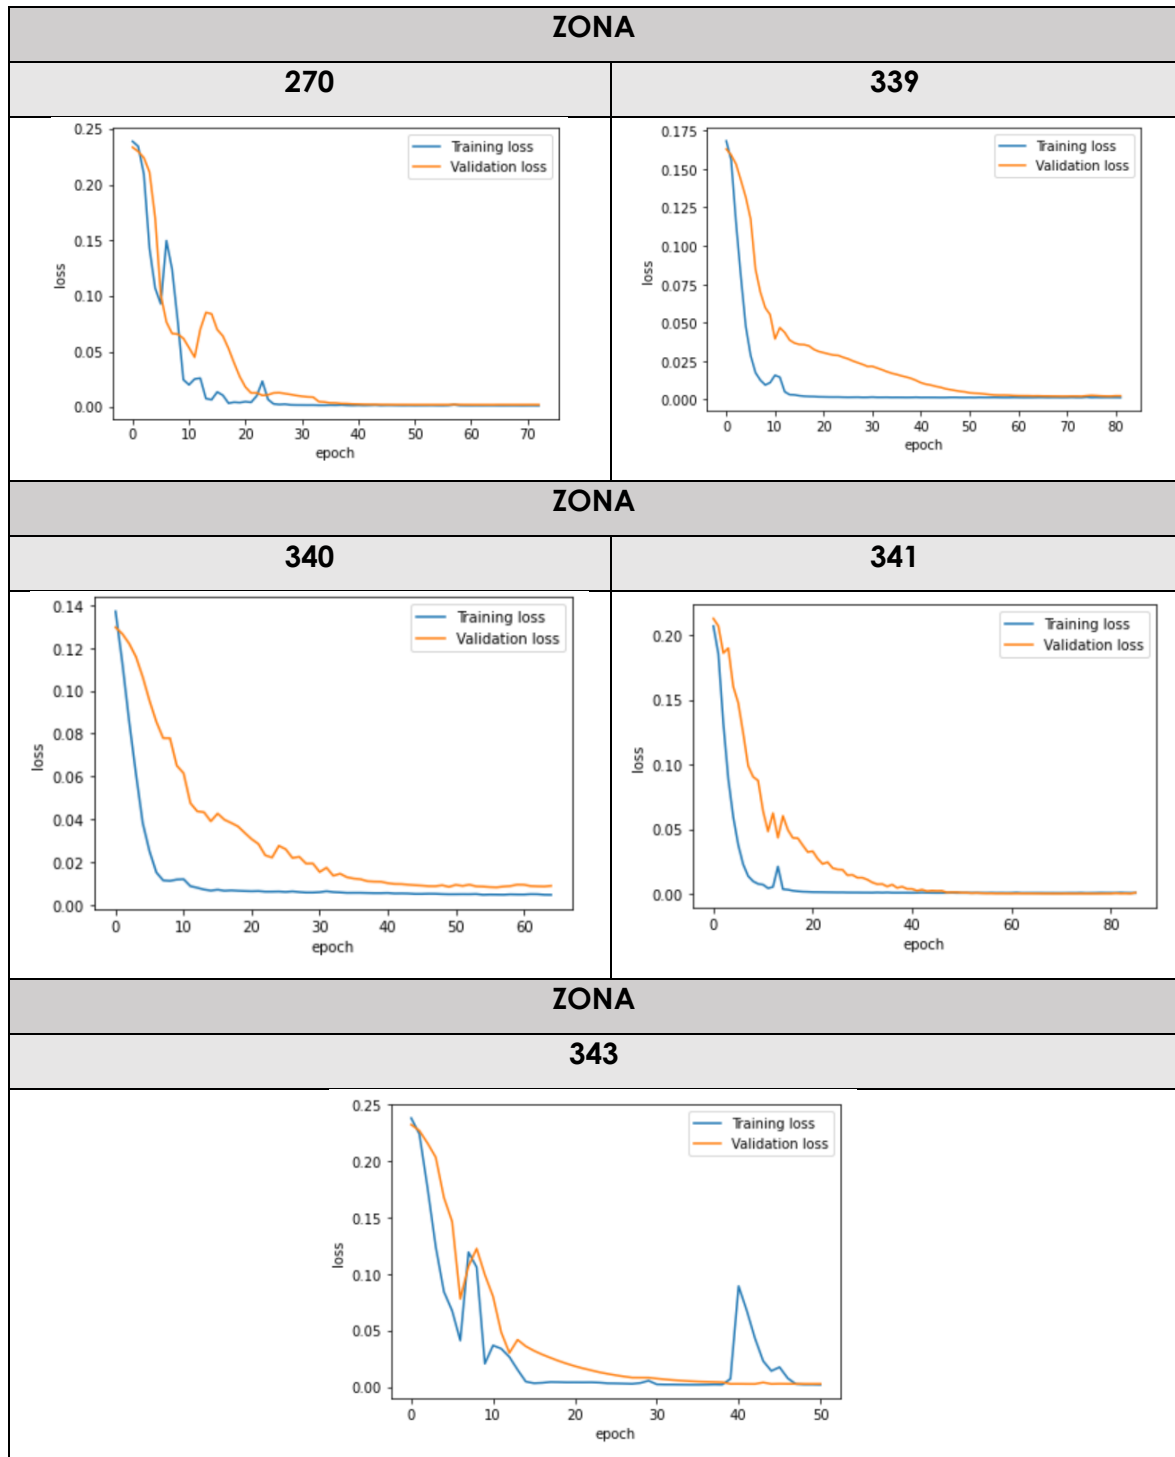 ZONA
270 339
0.25
0.20
0.15
0.10
0.05
0.00
loss
Training loss
Validation loss
0 10 20 30 40 50 60 70
epoch
0.175
0.150
0.125
0.100
0.075
0.050
0.025
0.000
loss
Training loss
Validation loss
0 10 20 30 40 50 60 70 80
epoch
ZONA
340 341
0.14
0.12
0.10
0.08
0.06
0.04
0.02
0.00
loss
Training loss
Validation loss
0 10 20 30 40 50 60
epoch
0.20
0.15
0.10
0.05
0.00
loss
Training loss
Validation loss
0 20 40 60 80
epoch
ZONA
343
0.25
0.20
0.15
0.10
0.05
0.00
loss
Training loss
Validation loss
0 10 20 30 40 50
epoch